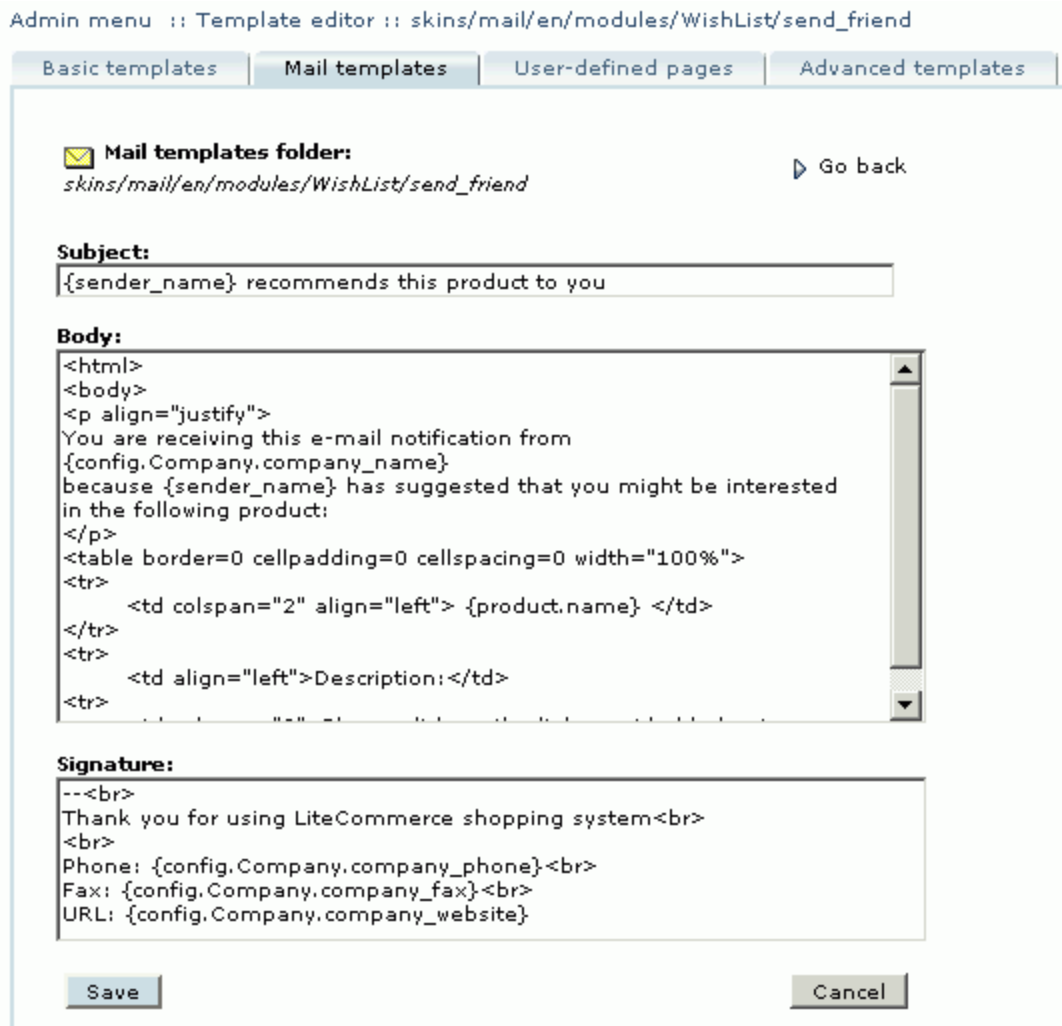 Admin menu :: Template editor :: skins/mail/en/modules/WishList/send_friend
Basic templates Mail templates User-defined pages Advanced templates
Mail templates folder:
skins/mail/en/modules/WishList/send_friend
Go back
Subject:
{sender_name} recommends this product to you
Body:
<html>
<body>
<p align="justify">
You are receiving this e-mail notification from
{config.Company.company_name}
because {sender_name} has suggested that you might be interested
in the following product:
</p>
<table border=0 cellpadding=0 cellspacing=0 width="100%">
<tr>
<td colspan="2" align="left"> {product.name} </td>
</tr>
<tr>
<td align="left">Description:</td>
<tr>
Signature:
--<br>
Thank you for using LiteCommerce shopping system<br>
<br>
Phone: {config.Company.company_phone}<br>
Fax: {config.Company.company_fax}<br>
URL: {config.Company.company_website}
Save Cancel